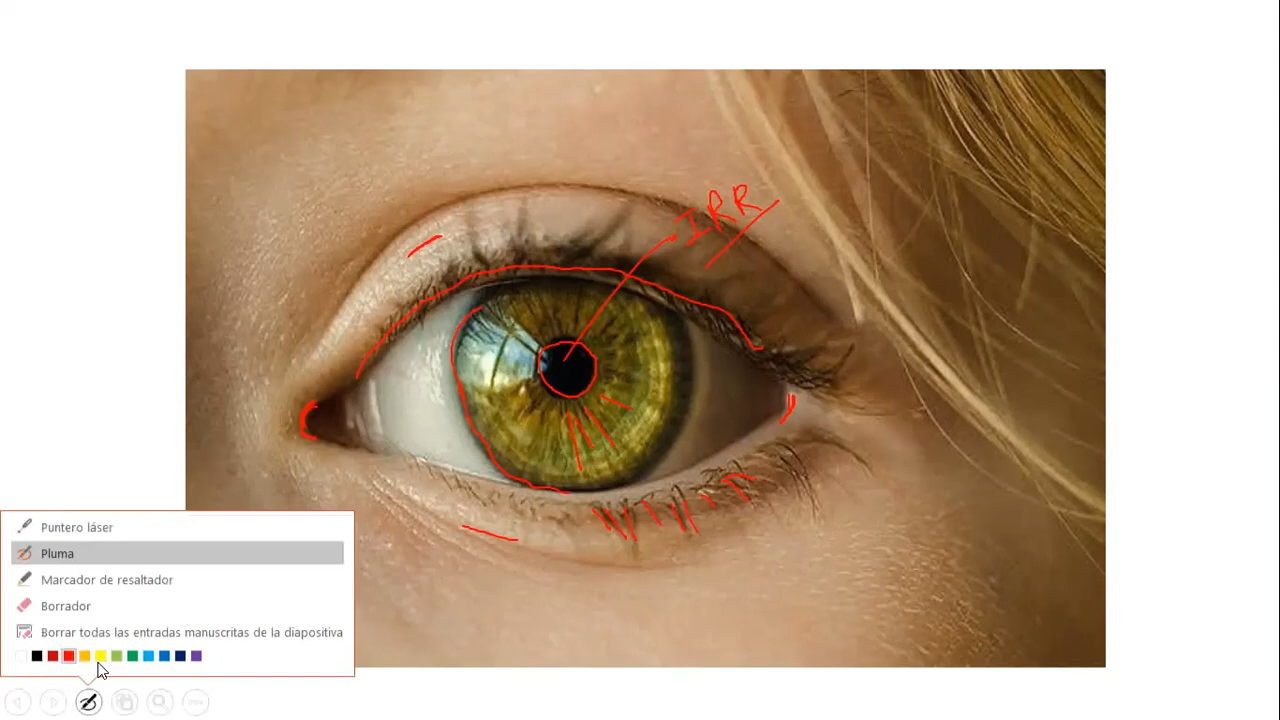 IRR
Puntero láser
Pluma
Marcador de resaltador
Borrador
Borrar todas las entradas manuscritas de la diapositiva